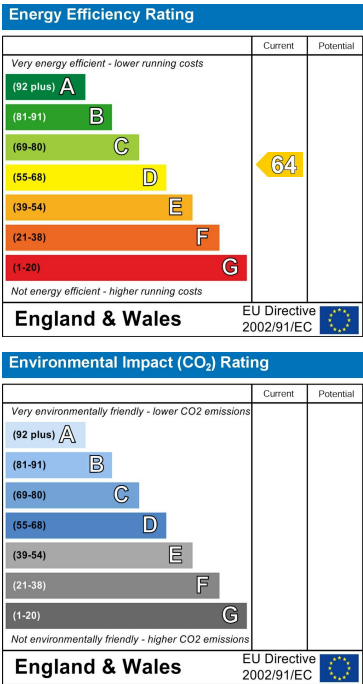 Energy Efficiency Rating
Current Potential
Very energy efficient - lower running costs
(92 plus) A
(81-91) B
(69-80) C
(55-68) D
64
(39-54) E
(21-38) F
(1-20) G
Not energy efficient - higher running costs
England & Wales
EU Directive
2002/91/EC
Environmental Impact (CO₂) Rating
Current Potential
Very environmentally friendly - lower CO2 emissions
(92 plus) A
(81-91) B
(69-80) C
(55-68) D
(39-54) E
(21-38) F
(1-20) G
Not environmentally friendly - higher CO2 emissions
England & Wales
EU Directive
2002/91/EC